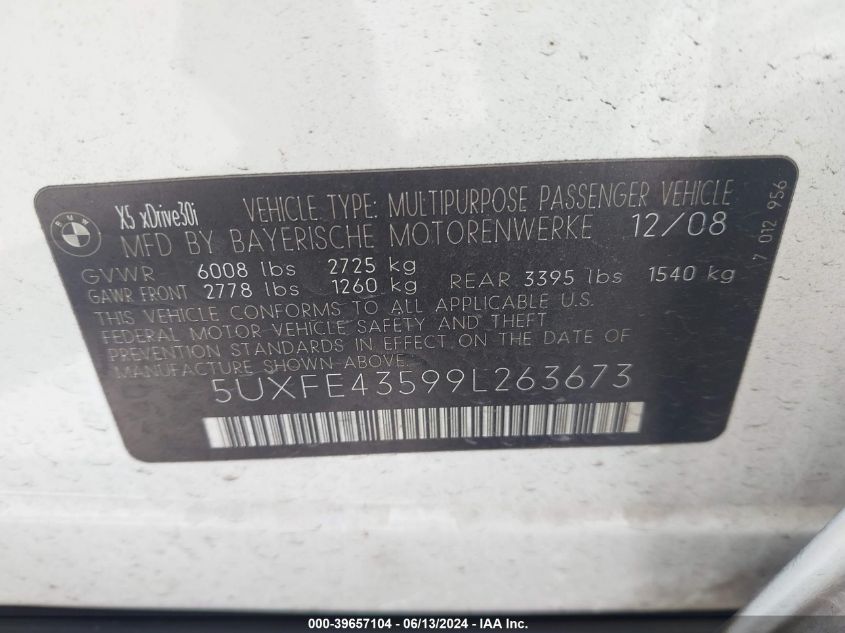 BMW
X5 xDrive30i VEHICLE TYPE: MULTIPURPOSE PASSENGER VEHICLE
MFD BY BAYERISCHE MOTORENWERKE 12/08
GVWR 6008 lbs 2725 kg
GAWR FRONT 2778 lbs 1260 kg REAR 3395 lbs 1540 kg
THIS VEHICLE CONFORMS TO ALL APPLICABLE U.S.
FEDERAL MOTOR VEHICLE SAFETY AND THEFT
PREVENTION STANDARDS IN EFFECT ON THE DATE OF
MANUFACTURE SHOWN ABOVE.
5UXFE43599L263673
7 012 956
000-39657104 - 06/13/2024 - IAA Inc.